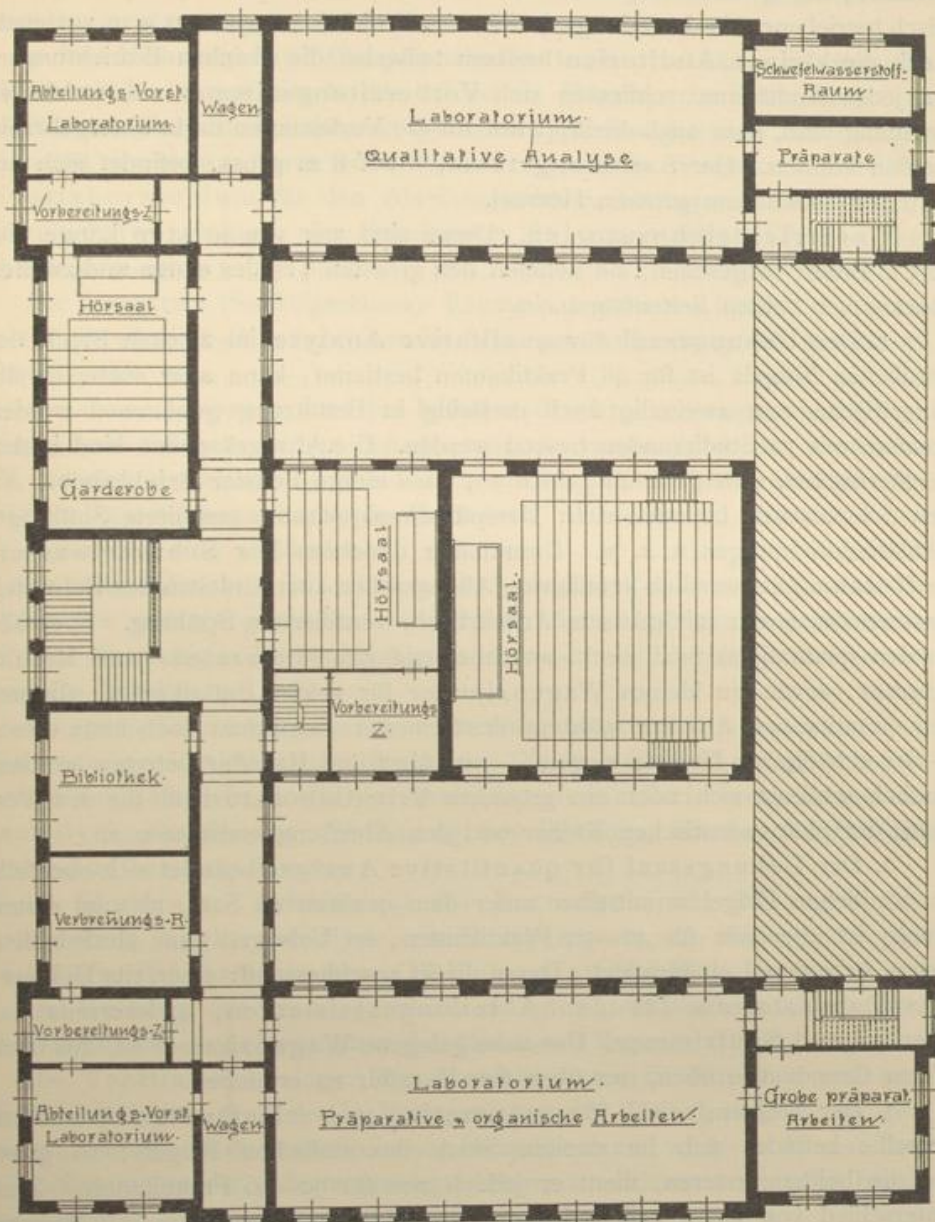 Abteilungs-Vorst
Laboratorium
Wagen
Laboratorium.
Qualitative Analyse
Schwefelwasserstoff-
Raum
Präparate
Vorbereitungs-Z
Hörsaal
Garderobe
Hörsaal
Hörsaal.
Vorbereitungs
Z
Bibliothek.
Verbreñungs-R.
Vorbereitungs-Z
Abteilungs-Vorst
Laboratorium.
Wagen
Laboratorium.
Präparative u. organische Arbeiten.
Grobe präparat
Arbeiten.